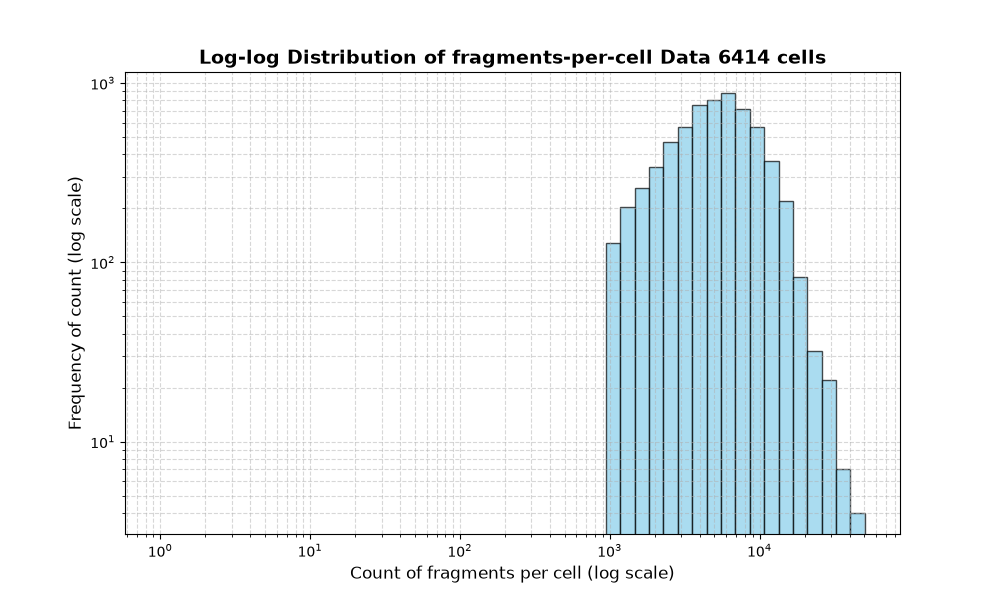 Log-log Distribution of fragments-per-cell Data 6414 cells
Frequency of count (log scale)
10³
10²
10¹
10⁰ 10¹ 10² 10³ 10⁴
Count of fragments per cell (log scale)